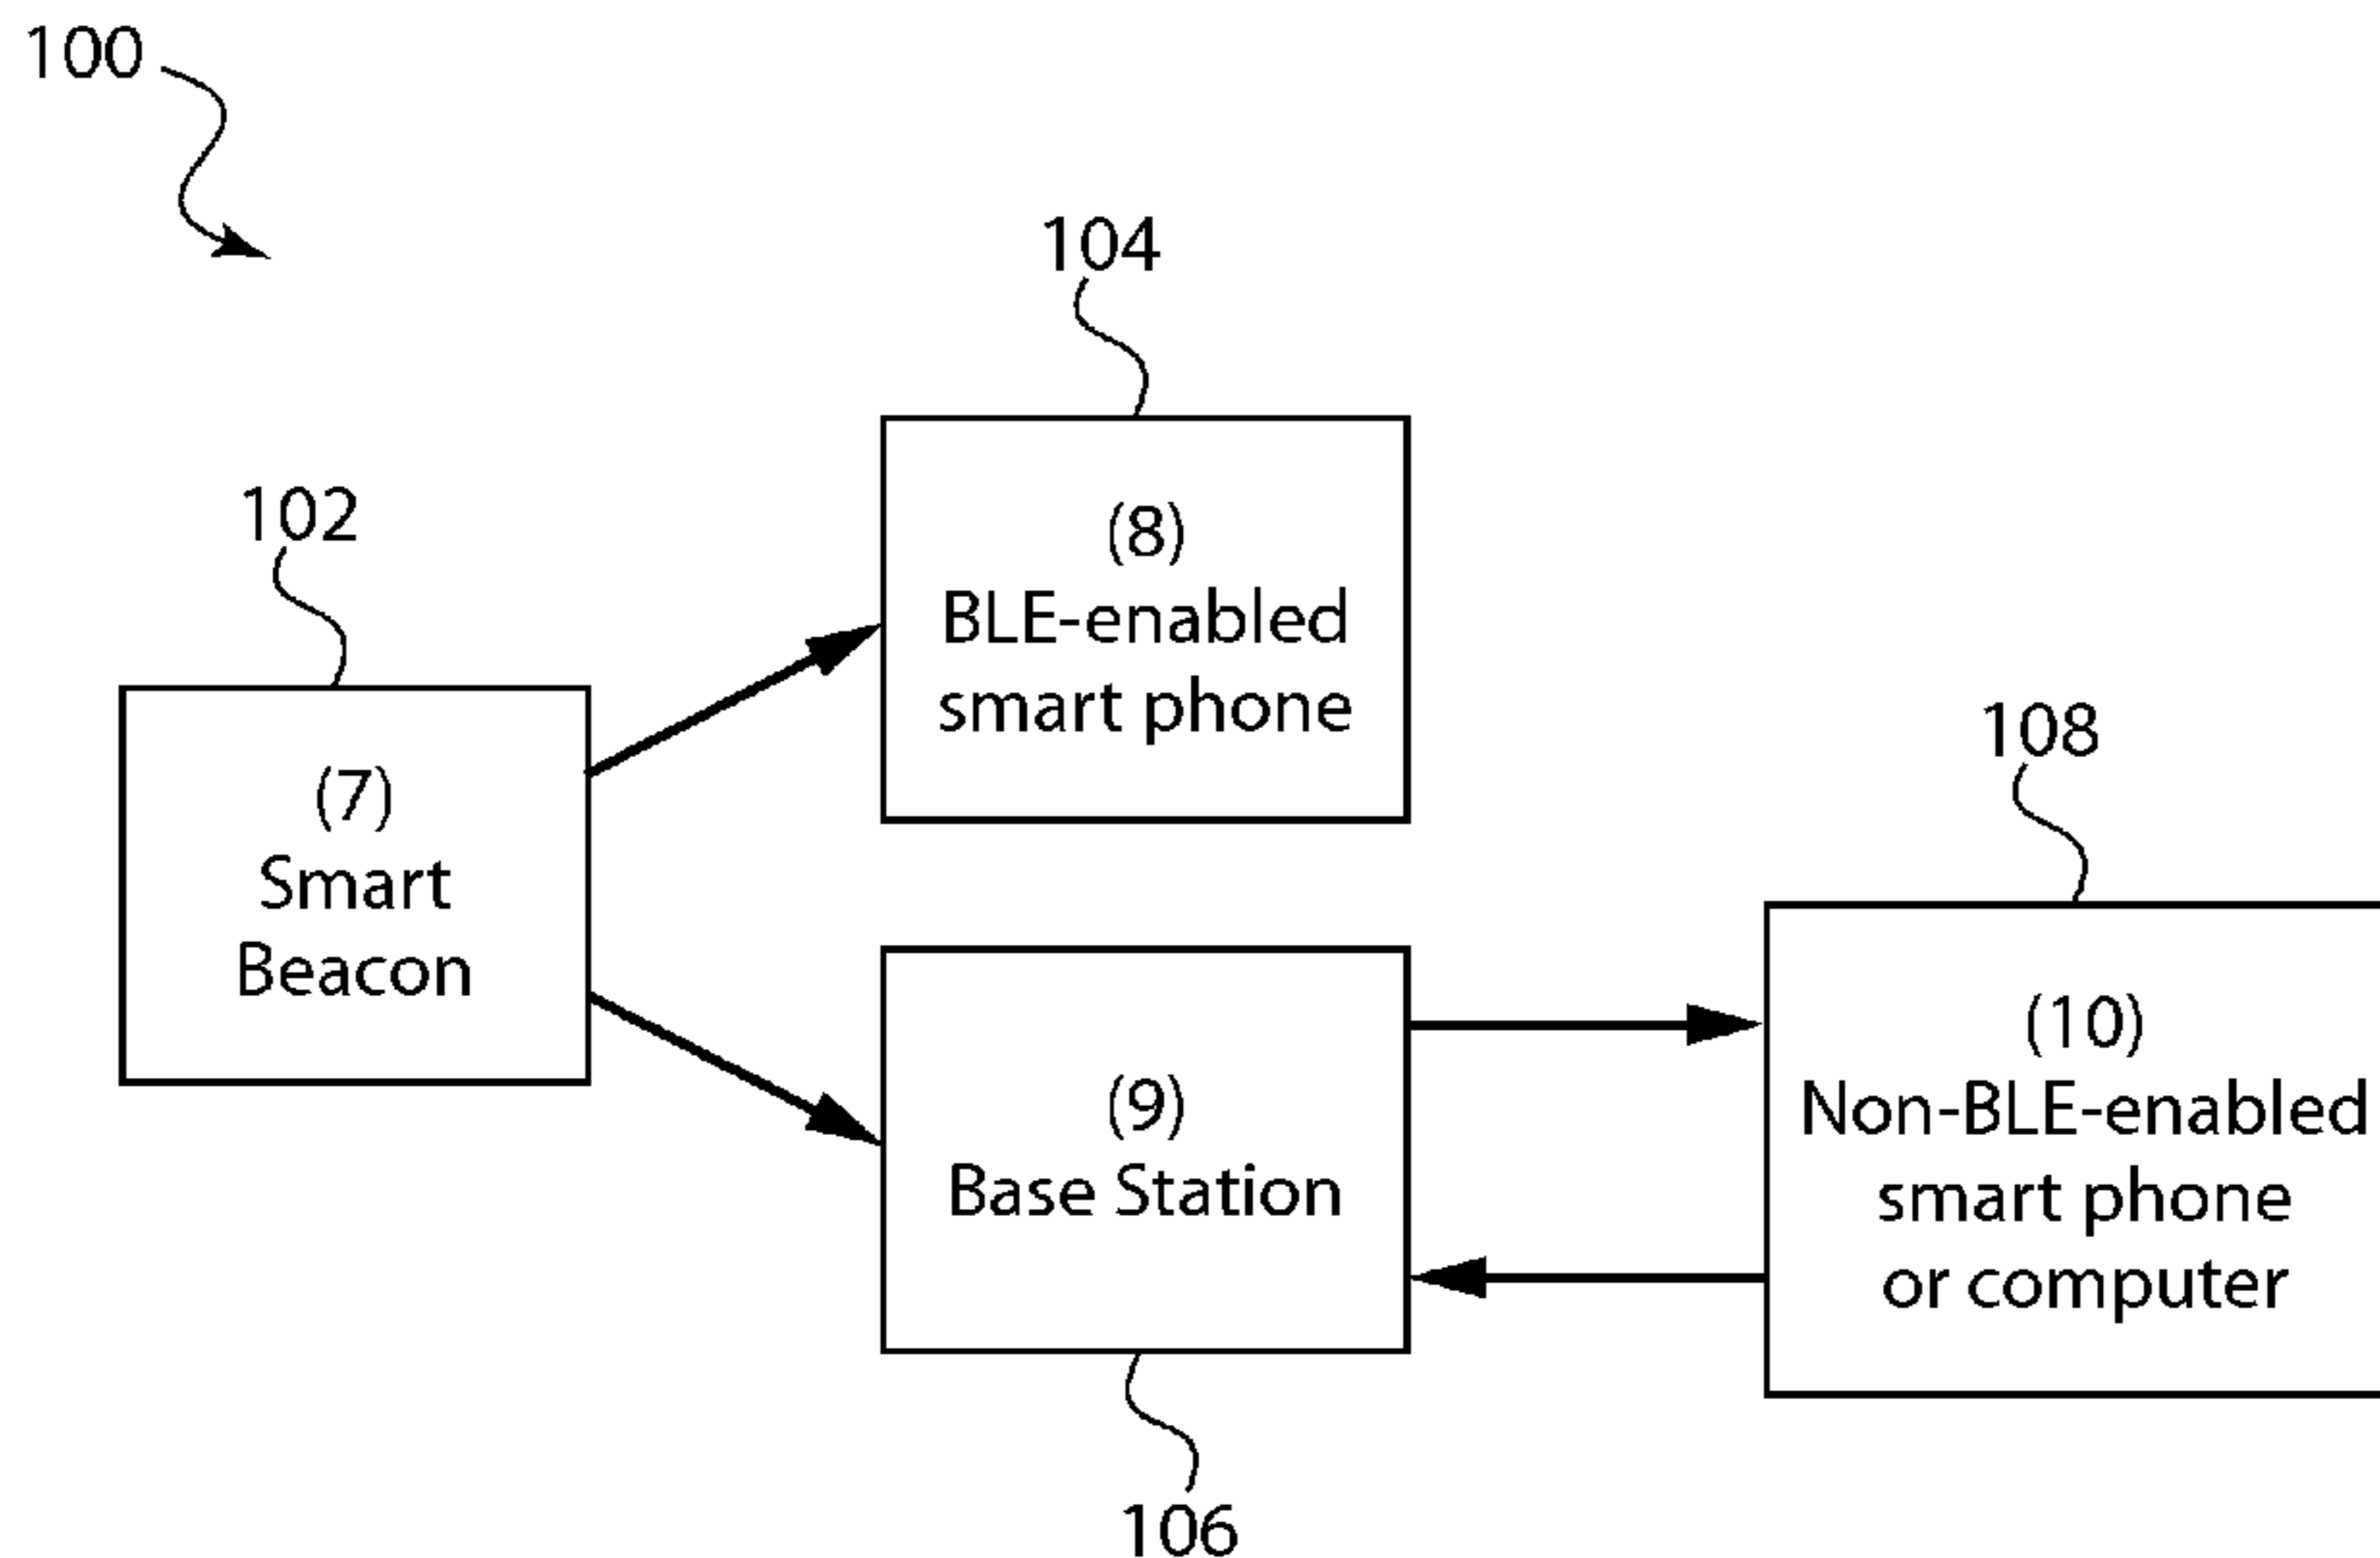 100
104
(8)
BLE-enabled
smart phone
102
(7)
Smart
Beacon
108
(9)
Base Station
(10)
Non-BLE-enabled
smart phone
or computer
106